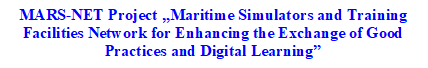 MARS-NET Project „Maritime Simulators and Training
Facilities Network for Enhancing the Exchange of Good
Practices and Digital Learning”